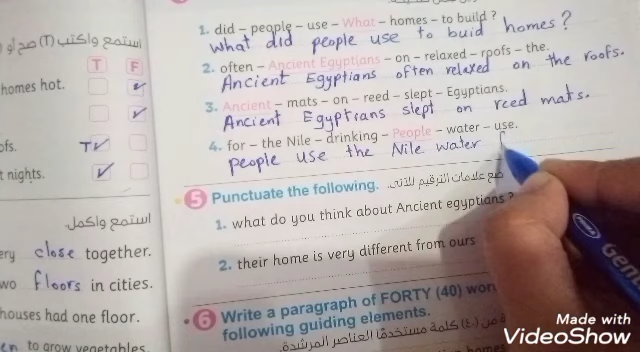 استمع واكتب (T) صح أو
T F
homes hot.
ofs. T
t nights.
استمع واكمل
ery close together.
wo floors in cities.
houses had one floor.
en to grow vegetables
1. did – people – use – What – homes – to build ?
What did people use to buid homes ?
2. often – Ancient Egyptians – on – relaxed – roofs – the.
Ancient Egyptians often relaxed on the roofs.
3. Ancient – mats – on – reed – slept – Egyptians.
Ancient Egyptians slept on reed mats.
4. for – the Nile – drinking – People – water – use.
people use the Nile water
5 Punctuate the following. ضع علامات الترقيم للآتى
1. what do you think about Ancient egyptians ?
2. their home is very different from ours
6 Write a paragraph of FORTY (40) wor
following guiding elements.
(٤٠) كلمة مستخدمًا العناصر المرشدة
homes
Made with
VideoShow